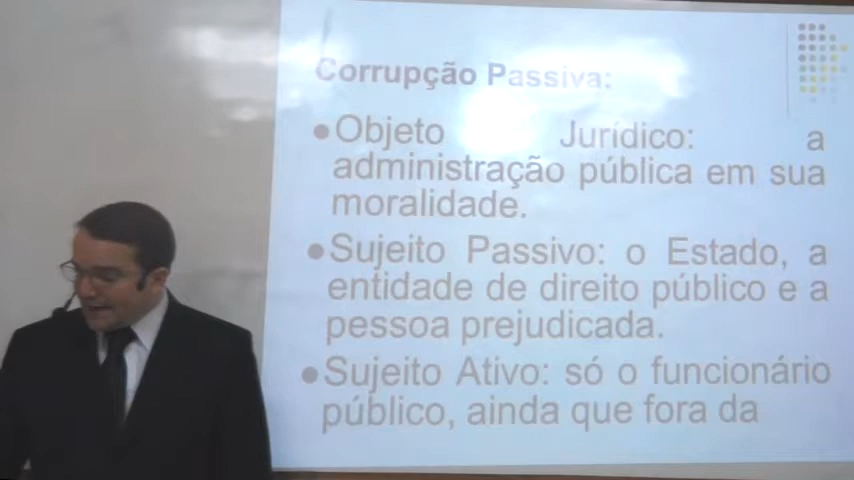 Corrupção Passiva:
●Objeto Jurídico: a
administração pública em sua
moralidade.
●Sujeito Passivo: o Estado, a
entidade de direito público e a
pessoa prejudicada.
●Sujeito Ativo: só o funcionário
público, ainda que fora da